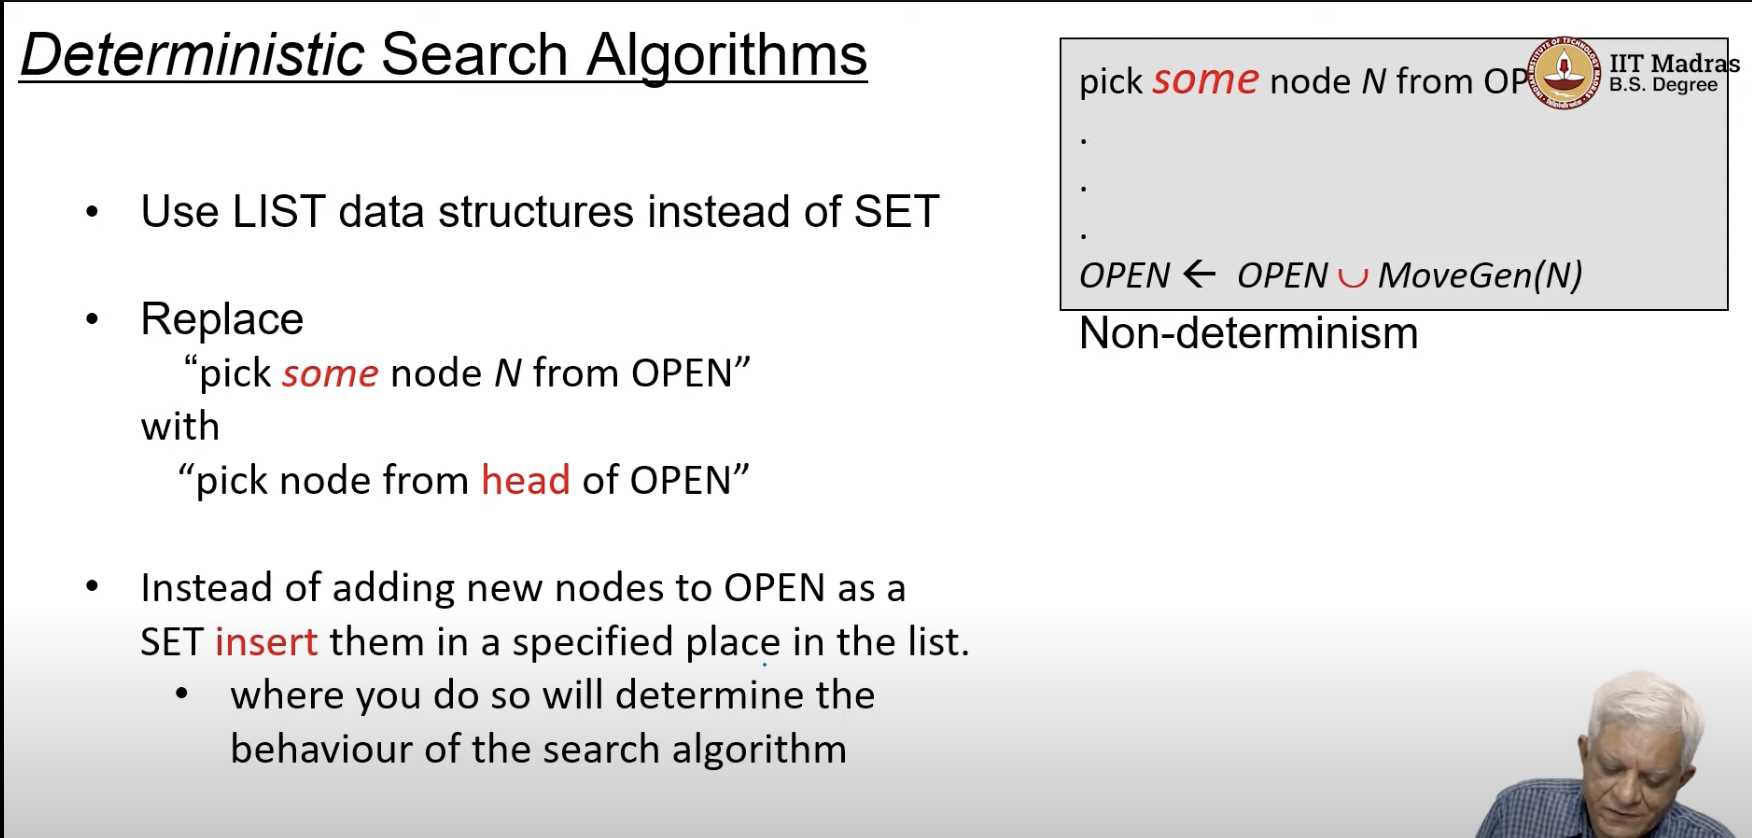 Deterministic Search Algorithms
• Use LIST data structures instead of SET
• Replace
“pick some node N from OPEN”
with
“pick node from head of OPEN”
• Instead of adding new nodes to OPEN as a
SET insert them in a specified place in the list.
• where you do so will determine the
behaviour of the search algorithm
pick some node N from OP
.
.
.
OPEN ← OPEN ∪ MoveGen(N)
Non-determinism
IIT Madras
B.S. Degree